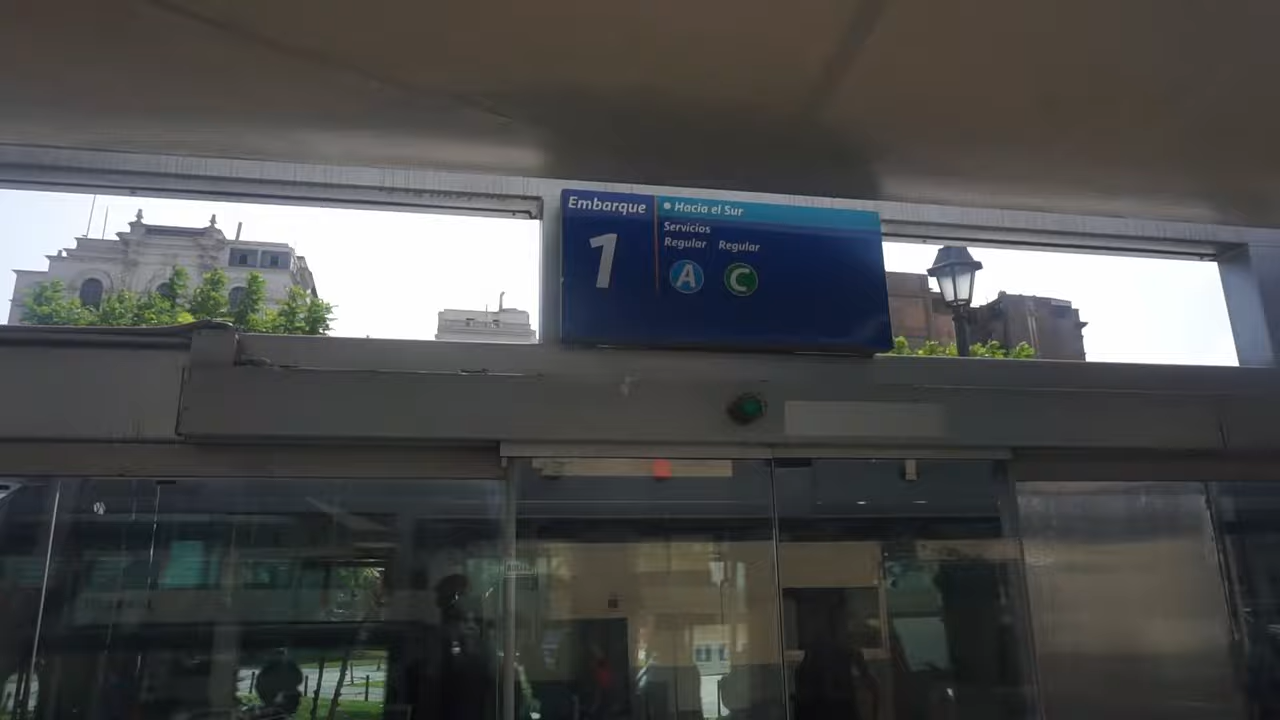 Embarque
1
Hacia el Sur
Servicios
Regular Regular
A C